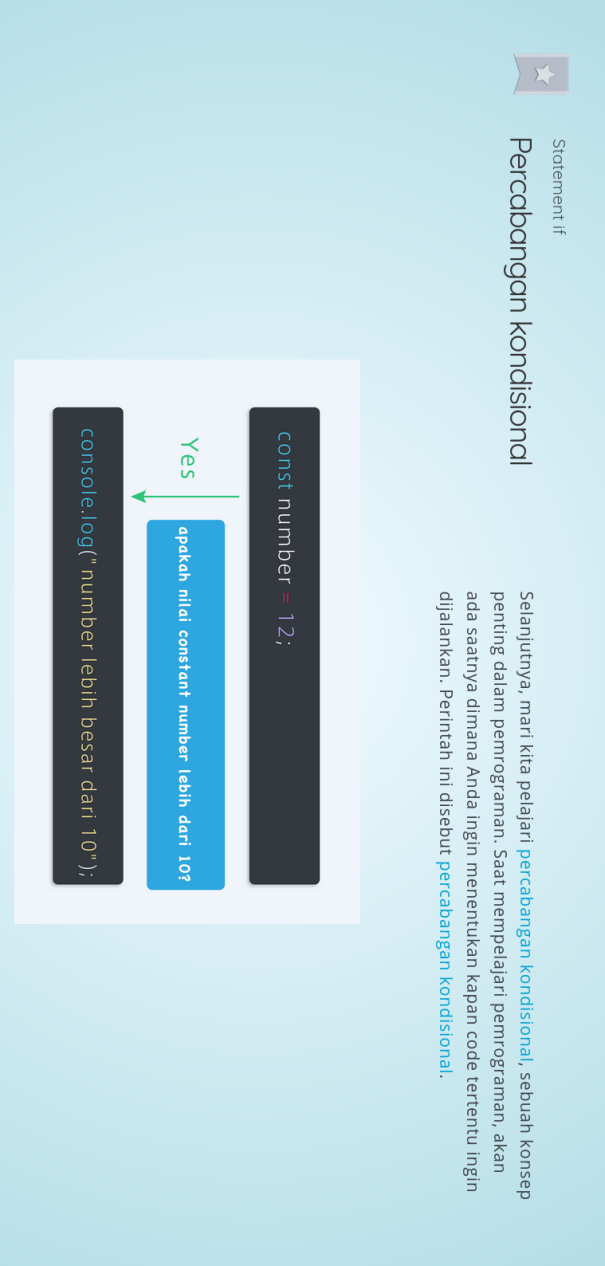 Statement if
Percabangan kondisional
Selanjutnya, mari kita pelajari percabangan kondisional, sebuah konsep
penting dalam pemrograman. Saat mempelajari pemrograman, akan
ada saatnya dimana Anda ingin menentukan kapan code tertentu ingin
dijalankan. Perintah ini disebut percabangan kondisional.
const number = 12;
Yes
apakah nilai constant number lebih dari 10?
console.log("number lebih besar dari 10");